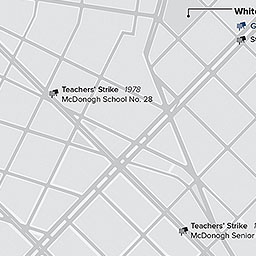 White
Teachers' Strike 1978
McDonogh School No. 28
Teachers' Strike
McDonogh Senior